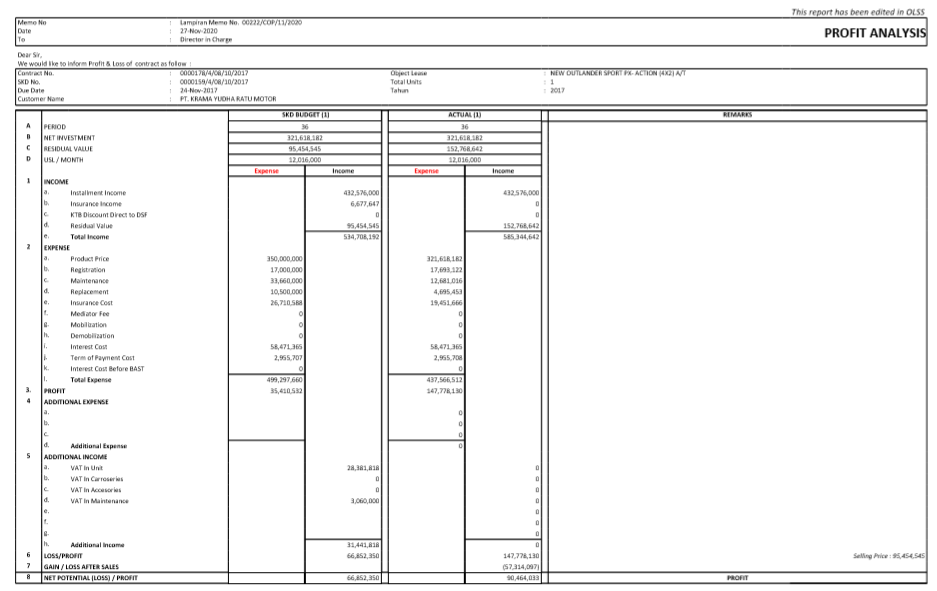 This report has been edited in OLSS
Memo No : Lampiran Memo No. 00222/COP/11/2020
Date : 27-Nov-2020
To : Director in Charge
PROFIT ANALYSIS
Dear Sir,
We would like to inform Profit & Loss of contract as follow :
Contract No. : 0000178/4/08/10/2017 Object Lease : NEW OUTLANDER SPORT PX- ACTION (4X2) A/T
SKD No. : 0000159/4/08/10/2017 Total Units : 1
Due Date : 24-Nov-2017 Tahun : 2017
Customer Name : PT. KRAMA YUDHA RATU MOTOR
SKD BUDGET (1) ACTUAL (1) REMARKS
A PERIOD 36 36
B NET INVESTMENT 321,618,182 321,618,182
C RESIDUAL VALUE 95,454,545 152,768,642
D USL / MONTH 12,016,000 12,016,000
Expense Income Expense Income
1 INCOME
a. Installment Income 432,576,000 432,576,000
b. Insurance Income 6,677,647 0
c. KTB Discount Direct to DSF 0 0
d. Residual Value 95,454,545 152,768,642
e. Total Income 534,708,192 585,344,642
2 EXPENSE
a. Product Price 350,000,000 321,618,182
b. Registration 17,000,000 17,693,122
c. Maintenance 33,660,000 12,681,016
d. Replacement 10,500,000 4,695,453
e. Insurance Cost 26,710,588 19,451,666
f. Mediator Fee 0 0
g. Mobilization 0 0
h. Demobilization 0 0
i. Interest Cost 58,471,365 58,471,365
j. Term of Payment Cost 2,955,707 2,955,708
k. Interest Cost Before BAST 0 0
l. Total Expense 499,297,660 437,566,512
3. PROFIT 35,410,532 147,778,130
4 ADDITIONAL EXPENSE
a. 0
b. 0
c. 0
d. Additional Expense 0
5 ADDITIONAL INCOME
a. VAT In Unit 28,381,818 0
b. VAT In Carroseries 0 0
c. VAT In Accesories 0 0
d. VAT In Maintenance 3,060,000 0
e. 0
f. 0
g. 0
h. Additional Income 31,441,818 0
6 LOSS/PROFIT 66,852,350 147,778,130 Selling Price : 95,454,545
7 GAIN / LOSS AFTER SALES (57,314,097)
8 NET POTENTIAL (LOSS) / PROFIT 66,852,350 90,464,033 PROFIT